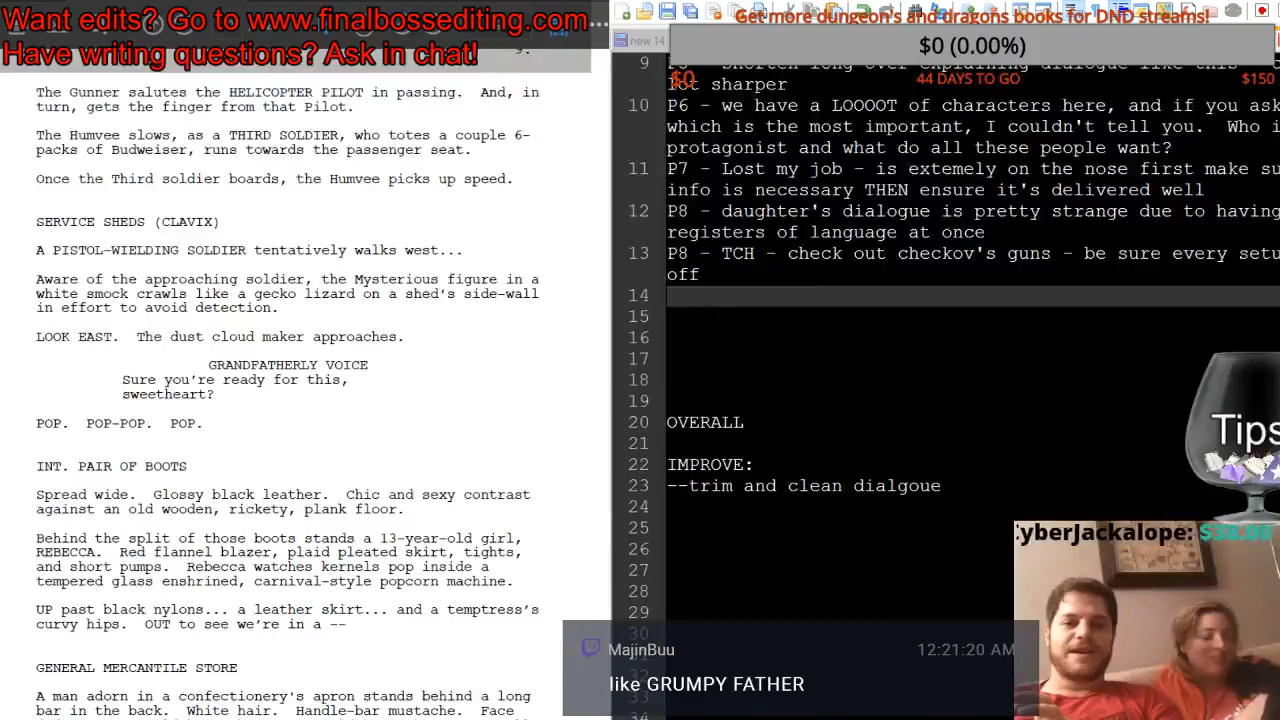 Want edits? Go to www.finalbossediting.com
Have writing questions? Ask in chat!
9.
The Gunner salutes the HELICOPTER PILOT in passing.  And, in
turn, gets the finger from that Pilot.
The Humvee slows, as a THIRD SOLDIER, who totes a couple 6-
packs of Budweiser, runs towards the passenger seat.
Once the Third soldier boards, the Humvee picks up speed.
SERVICE SHEDS (CLAVIX)
A PISTOL-WIELDING SOLDIER tentatively walks west...
Aware of the approaching soldier, the Mysterious figure in a
white smock crawls like a gecko lizard on a shed's side-wall
in effort to avoid detection.
LOOK EAST.  The dust cloud maker approaches.
GRANDFATHERLY VOICE
Sure you're ready for this,
sweetheart?
POP.  POP-POP.  POP.
INT. PAIR OF BOOTS
Spread wide.  Glossy black leather.  Chic and sexy contrast
against an old wooden, rickety, plank floor.
Behind the split of those boots stands a 13-year-old girl,
REBECCA.  Red flannel blazer, plaid pleated skirt, tights,
and short pumps.  Rebecca watches kernels pop inside a
tempered glass enshrined, carnival-style popcorn machine.
UP past black nylons... a leather skirt... and a temptress's
curvy hips.  OUT to see we're in a --
GENERAL MERCANTILE STORE
A man adorn in a confectionery's apron stands behind a long
bar in the back.  White hair.  Handle-bar mustache.  Face
Get more dungeon's and dragons books for DND streams!
new 14
$0 (0.00%)
$0
44 DAYS TO GO
$150
9 Shorten long over explaining dialogue like this
lot sharper
10 P6 - we have a LOOOOT of characters here, and if you ask
which is the most important, I couldn't tell you.  Who i
protagonist and what do all these people want?
11 P7 - Lost my job - is extemely on the nose first make su
info is necessary THEN ensure it's delivered well
12 P8 - daughter's dialogue is pretty strange due to having
registers of language at once
13 P8 - TCH - check out checkov's guns - be sure every setu
off
14
15
16
17
18
19
20 OVERALL
21
22 IMPROVE:
23 --trim and clean dialgoue
24
25
26
27
28
29
30
Tips
yberJackalope: $38.00
MajinBuu 12:21:20 AM
like GRUMPY FATHER